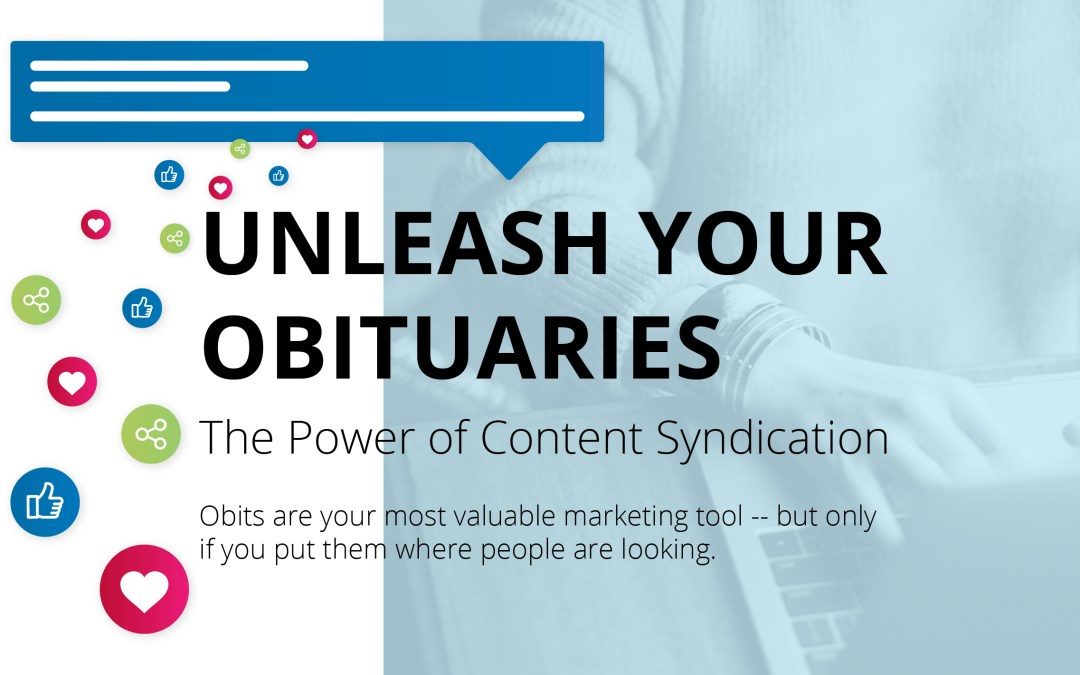 UNLEASH YOUR
OBITUARIES
The Power of Content Syndication
Obits are your most valuable marketing tool -- but only
if you put them where people are looking.